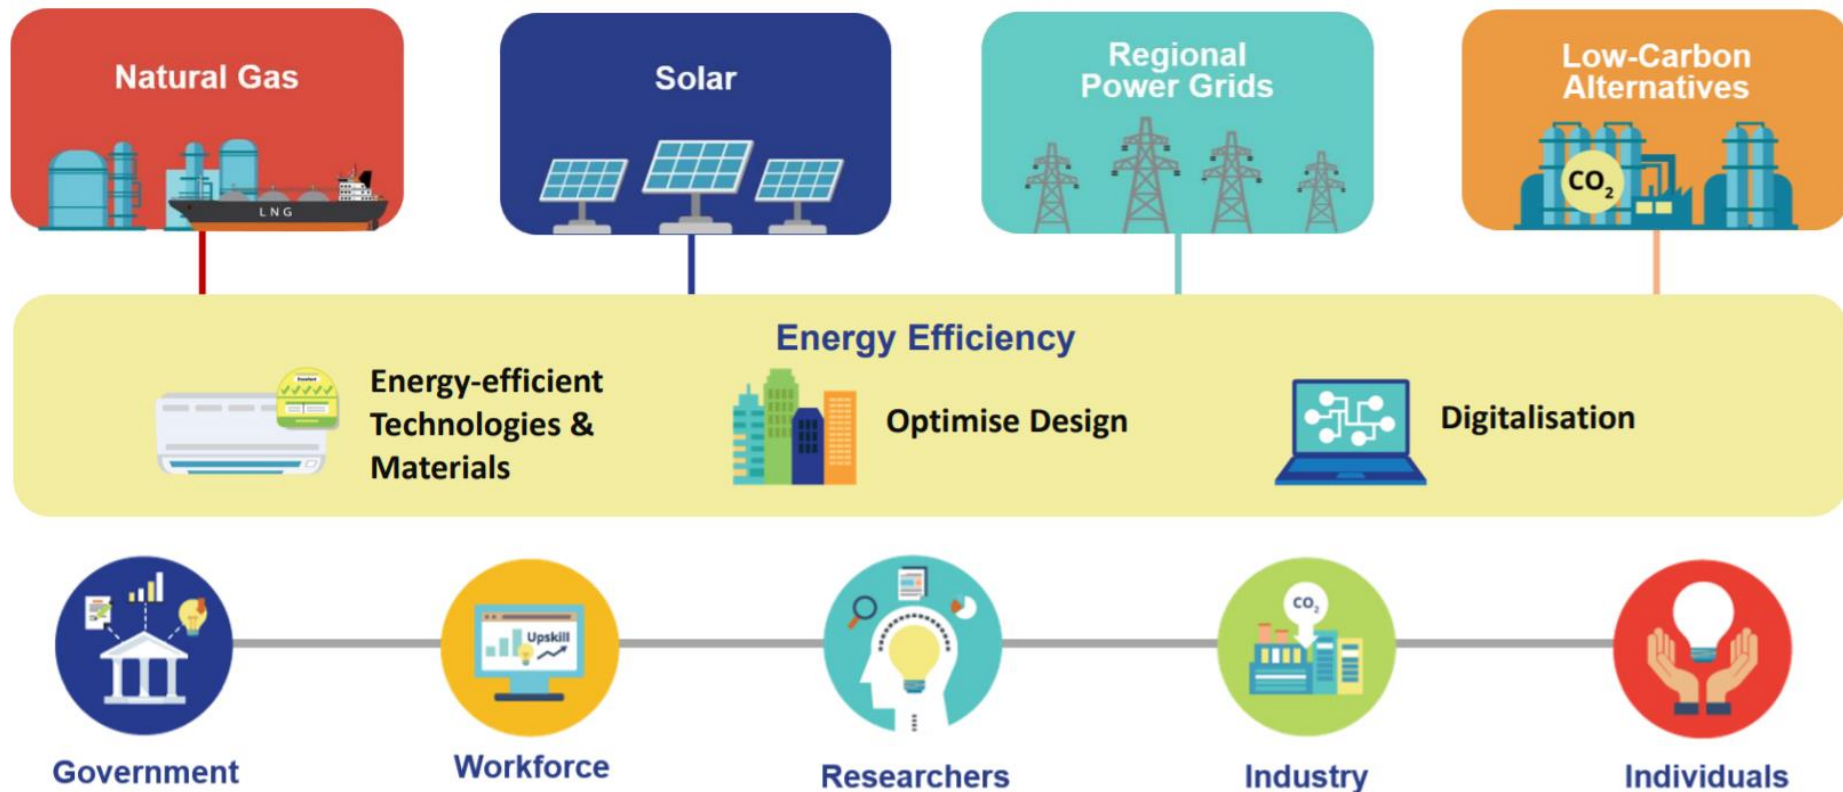 Natural Gas
Solar
Regional
Power Grids
Low-Carbon
Alternatives
LNG
CO₂
Energy Efficiency
Energy-efficient
Technologies &
Materials
Optimise Design
Digitalisation
Upskill
CO₂
Government
Workforce
Researchers
Industry
Individuals